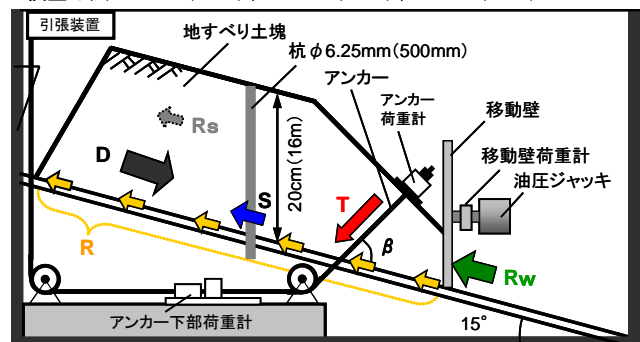 引張装置
地すべり土塊
杭φ6.25mm(500mm)
アンカー
アンカー
荷重計
移動壁
移動壁荷重計
油圧ジャッキ
Rs
D
S
20cm(16m)
T
β
R
Rw
アンカー下部荷重計
15°